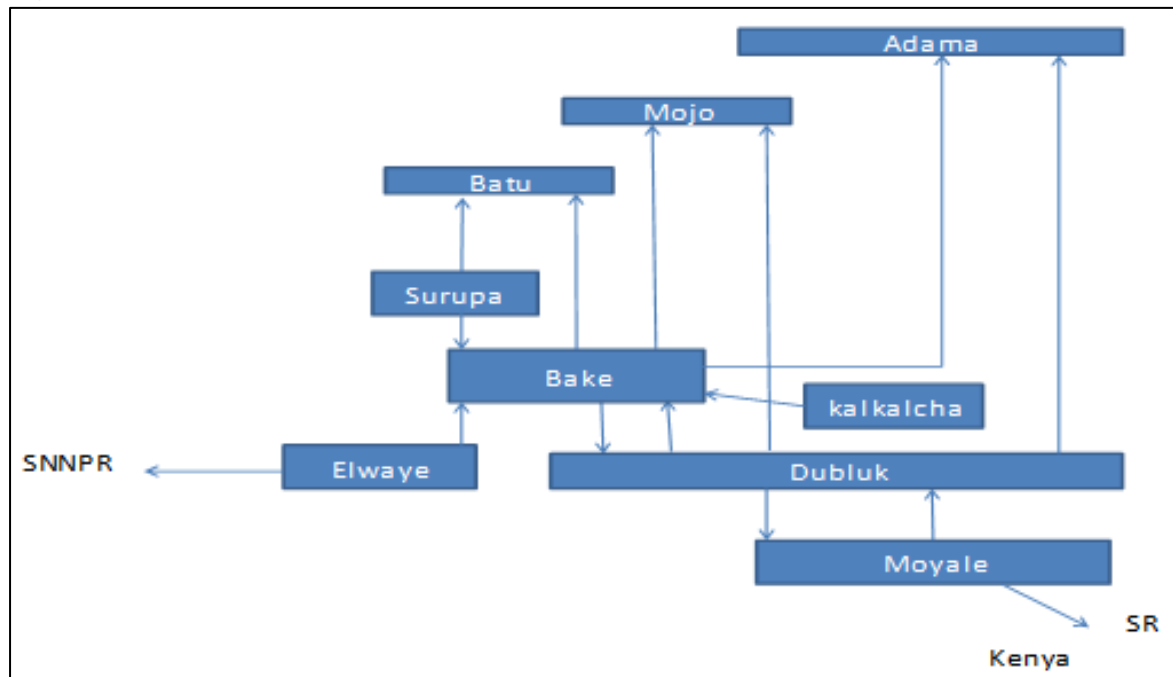 Adama
Mojo
Batu
Surupa
Bake
kalkalcha
SNNPR
Elwaye
Dubluk
Moyale
SR
Kenya